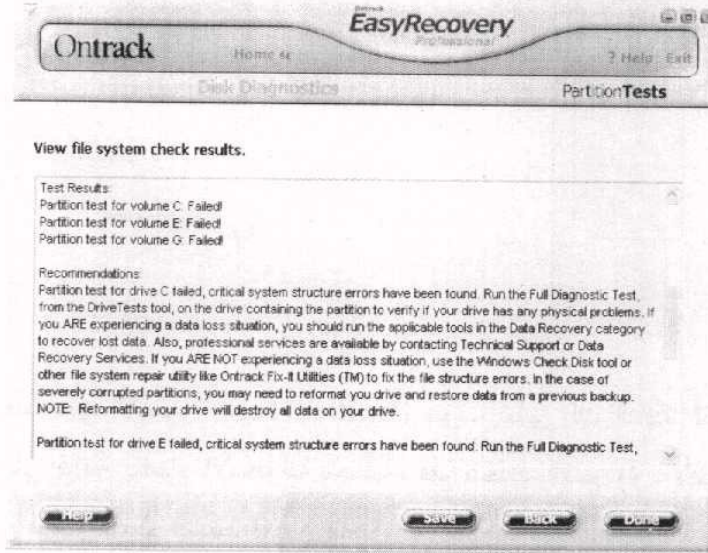 Ontrack
EasyRecovery
Professional
Ontrack
Home
? Help Exit
Disk Diagnostics
PartitionTests
View file system check results.
Test Results:
Partition test for volume C: Failed!
Partition test for volume E: Failed!
Partition test for volume G: Failed!
Recommendations:
Partition test for drive C failed, critical system structure errors have been found. Run the Full Diagnostic Test,
from the DriveTests tool, on the drive containing the partition to verify if your drive has any physical problems. If
you ARE experiencing a data loss situation, you should run the applicable tools in the Data Recovery category
to recover lost data. Also, professional services are available by contacting Technical Support or Data
Recovery Services. If you ARE NOT experiencing a data loss situation, use the Windows Check Disk tool or
other file system repair utility like Ontrack Fix-It Utilities (TM) to fix the file structure errors. In the case of
severely corrupted partitions, you may need to reformat you drive and restore data from a previous backup.
NOTE: Reformatting your drive will destroy all data on your drive.
Partition test for drive E failed, critical system structure errors have been found. Run the Full Diagnostic Test,
Help
Save
Back
Done